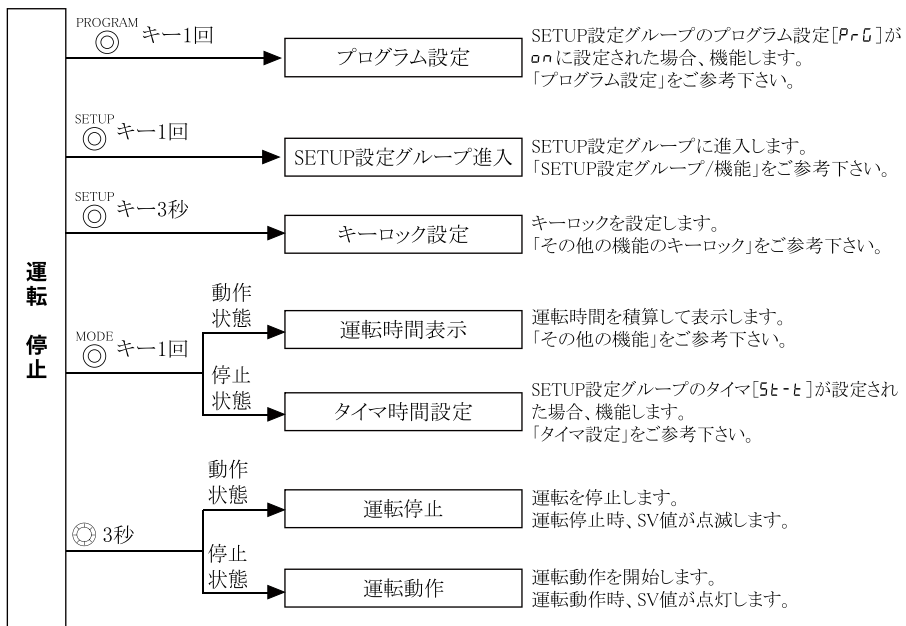 運転 停止
PROGRAM
キー1回
プログラム設定
SETUP設定グループのプログラム設定[PrG]が
onに設定された場合、機能します。
「プログラム設定」をご参考下さい。
SETUP
キー1回
SETUP設定グループ進入
SETUP設定グループに進入します。
「SETUP設定グループ/機能」をご参考下さい。
SETUP
キー3秒
キーロック設定
キーロックを設定します。
「その他の機能のキーロック」をご参考下さい。
MODE
キー1回
動作
状態
運転時間表示
運転時間を積算して表示します。
「その他の機能」をご参考下さい。
停止
状態
タイマ時間設定
SETUP設定グループのタイマ[St-t]が設定され
た場合、機能します。
「タイマ設定」をご参考下さい。
3秒
動作
状態
運転停止
運転を停止します。
運転停止時、SV値が点滅します。
停止
状態
運転動作
運転動作を開始します。
運転動作時、SV値が点灯します。